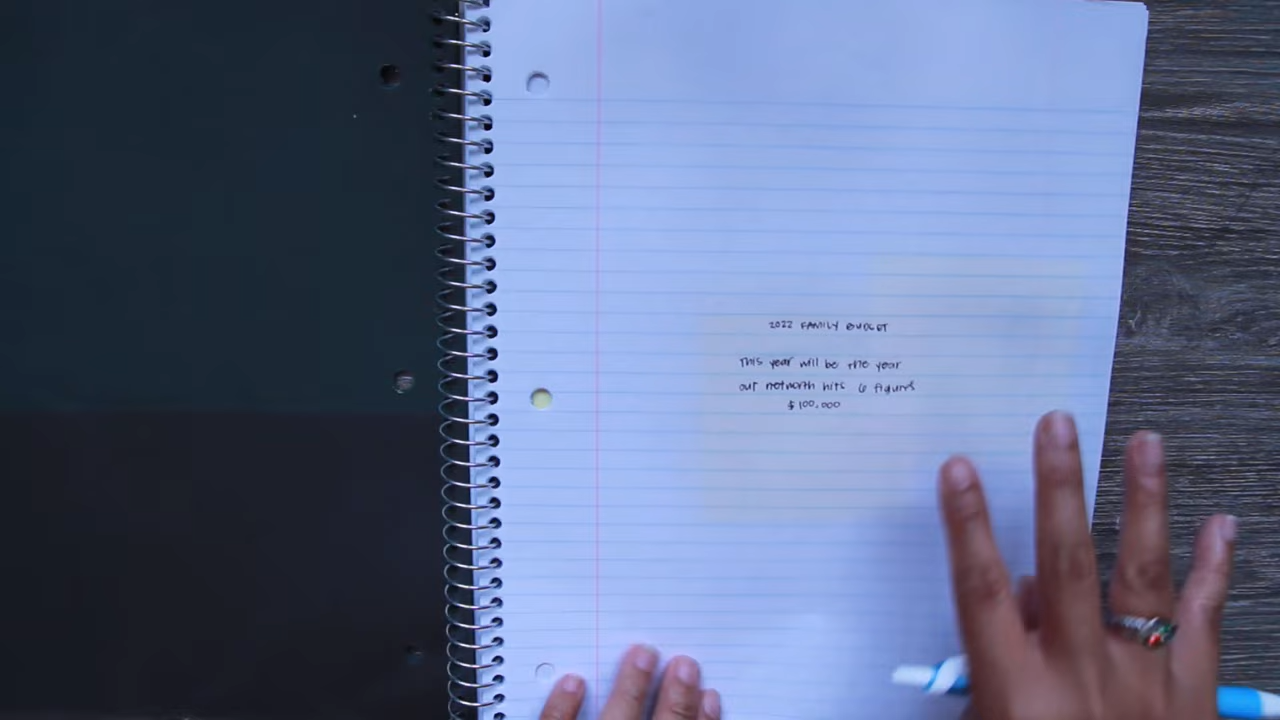 2022 FAMILY BUDGET
This year will be the year
our networth hits 6 figures
$100,000